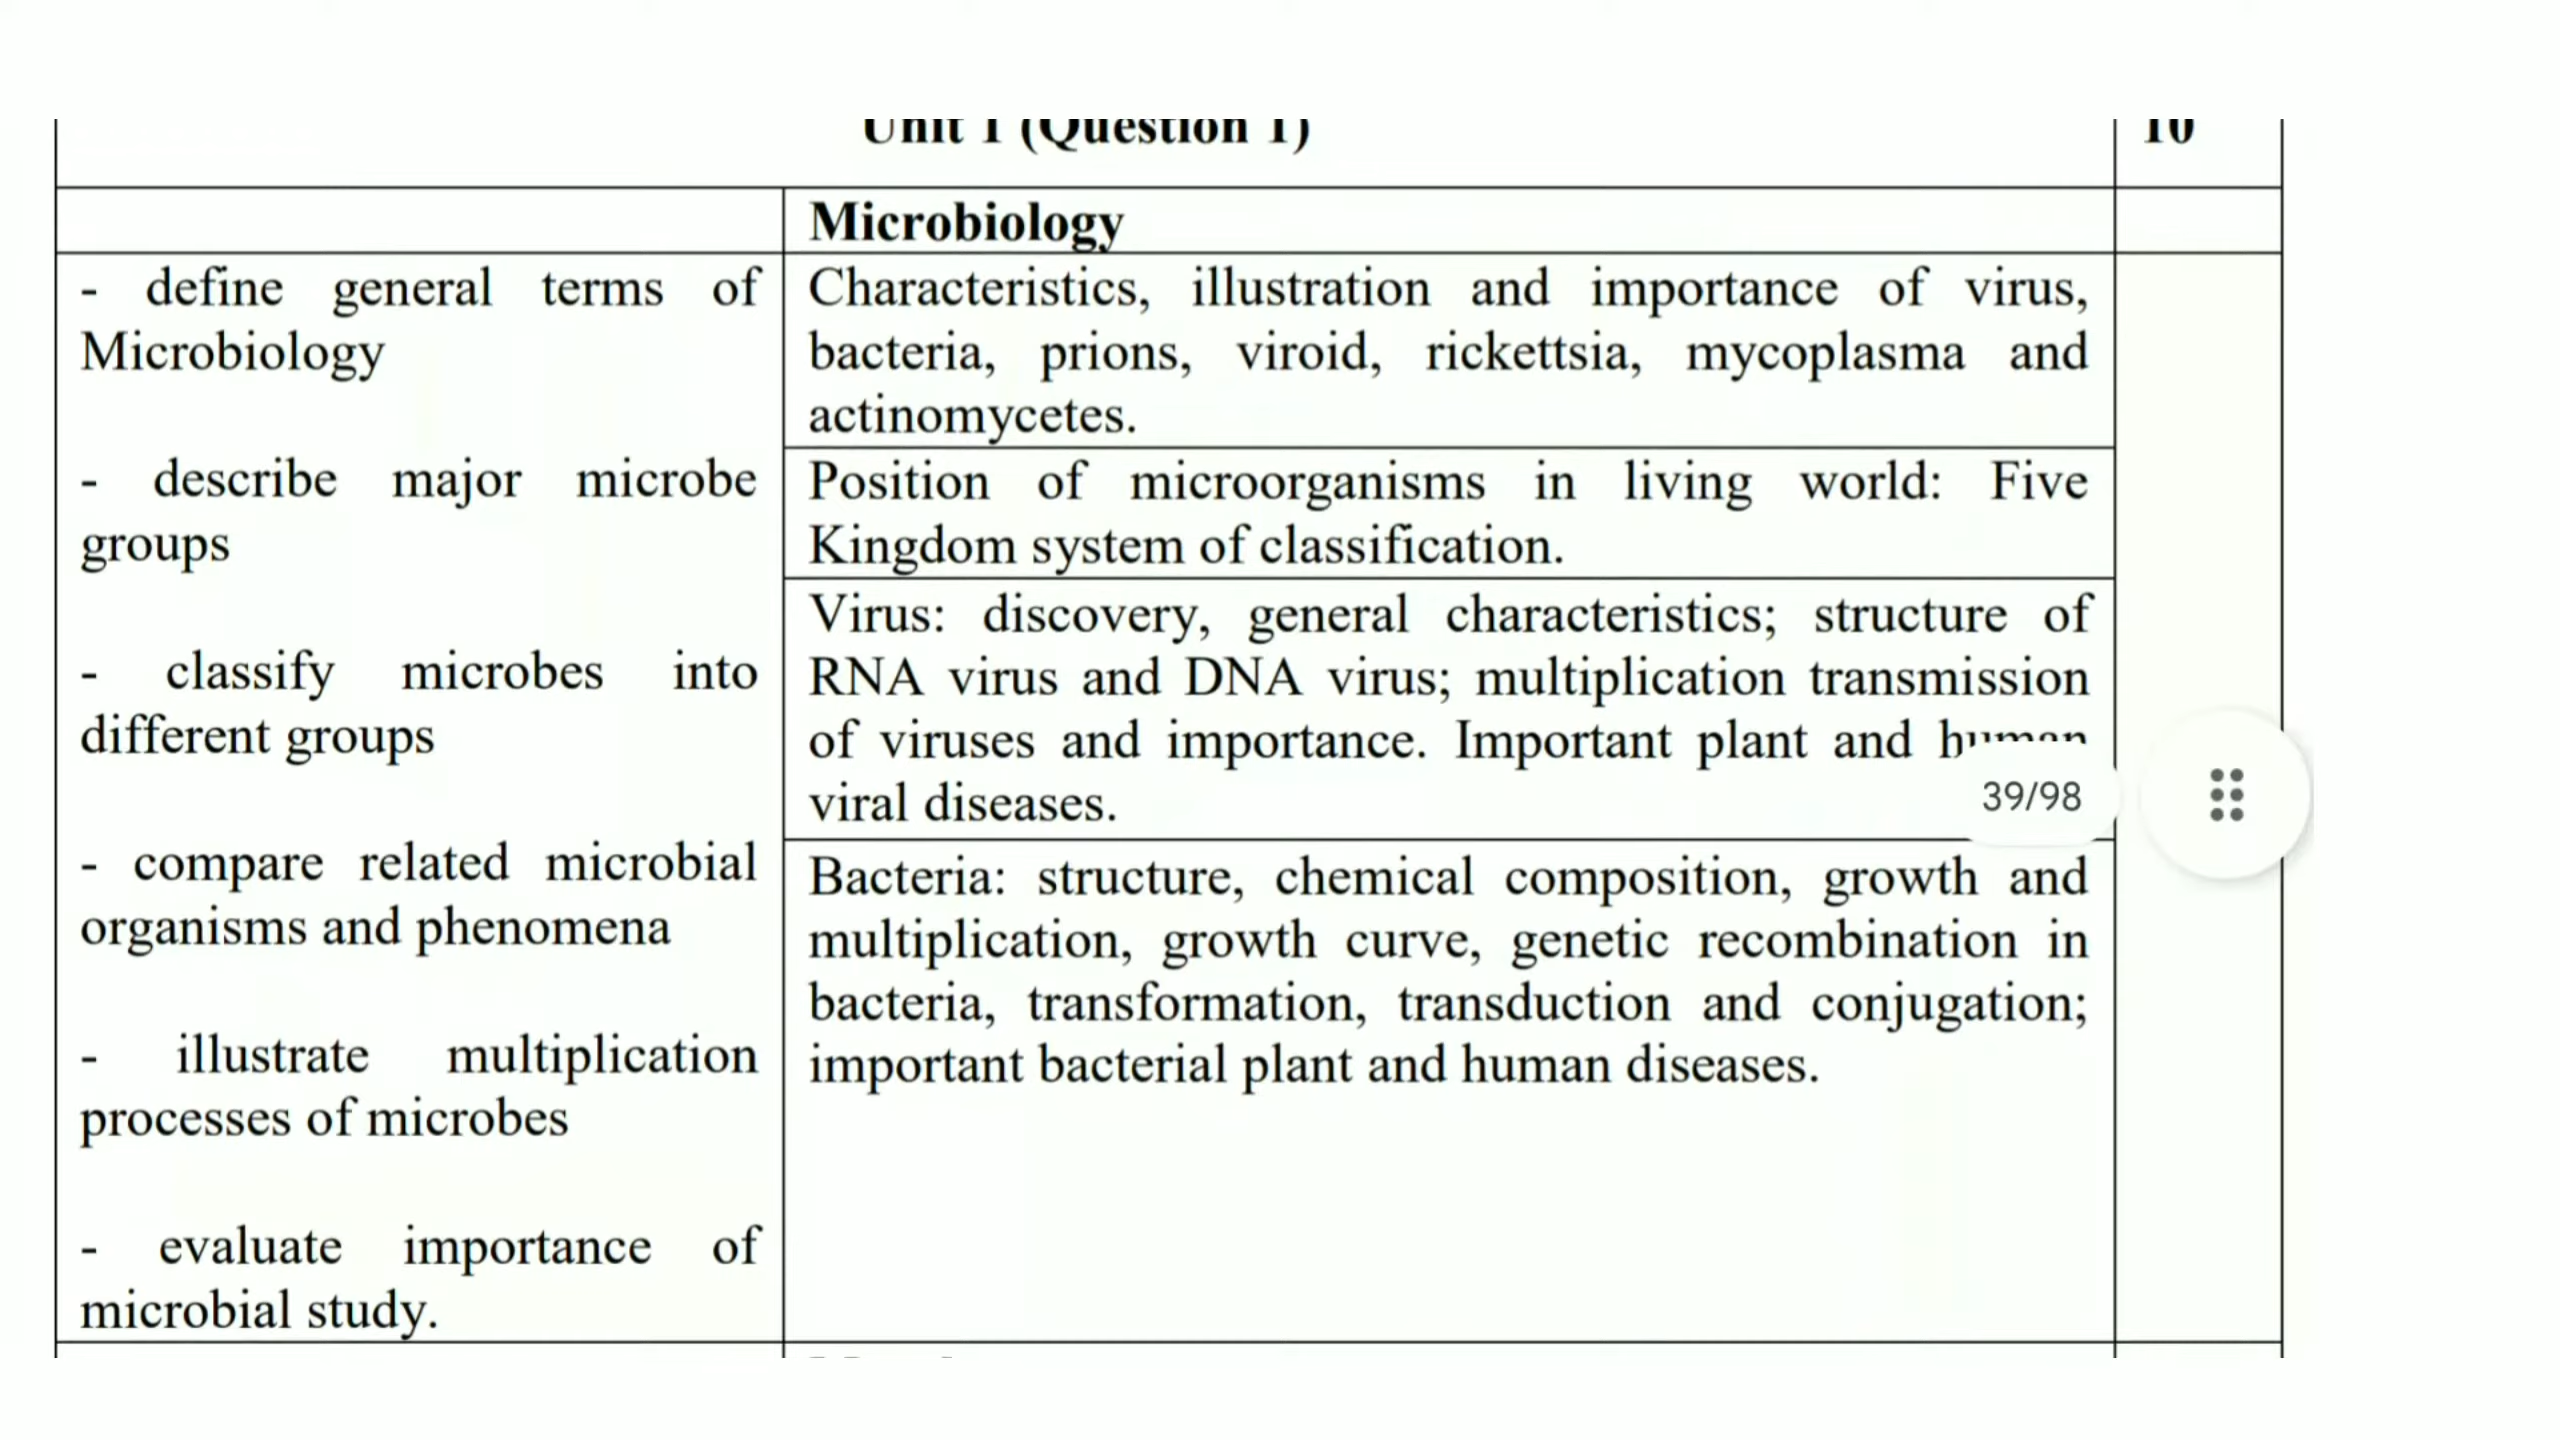 Unit 1 (Question 1)
10
Microbiology
- define general terms of
Microbiology
- describe major microbe
groups
- classify microbes into
different groups
- compare related microbial
organisms and phenomena
- illustrate multiplication
processes of microbes
- evaluate importance of
microbial study.
Characteristics, illustration and importance of virus,
bacteria, prions, viroid, rickettsia, mycoplasma and
actinomycetes.
Position of microorganisms in living world: Five
Kingdom system of classification.
Virus: discovery, general characteristics; structure of
RNA virus and DNA virus; multiplication transmission
of viruses and importance. Important plant and human
viral diseases.
Bacteria: structure, chemical composition, growth and
multiplication, growth curve, genetic recombination in
bacteria, transformation, transduction and conjugation;
important bacterial plant and human diseases.
39/98